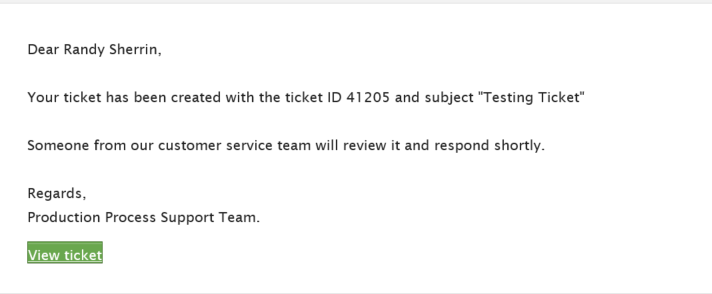 Dear Randy Sherrin,
Your ticket has been created with the ticket ID 41205 and subject "Testing Ticket"
Someone from our customer service team will review it and respond shortly.
Regards,
Production Process Support Team.
View ticket